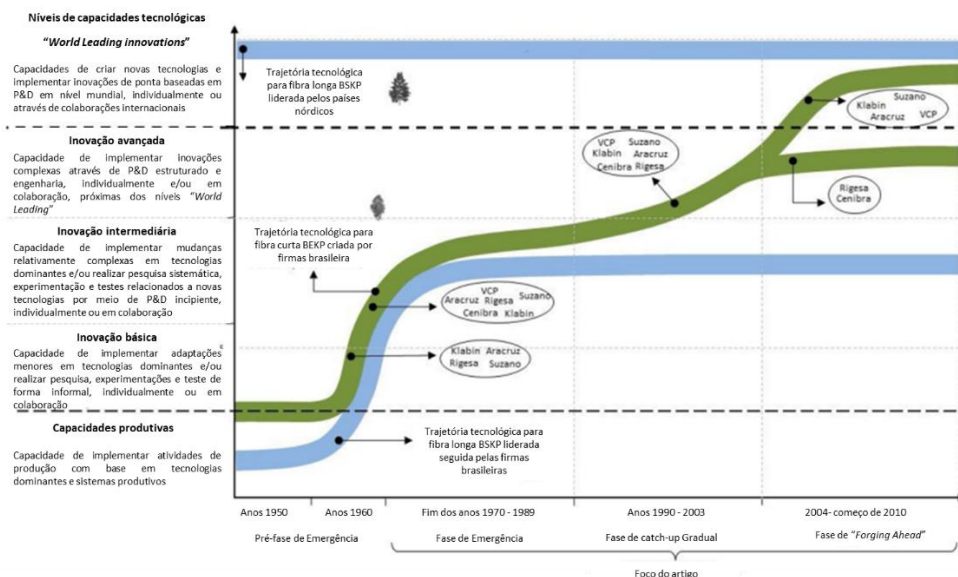 Níveis de capacidades tecnológicas
“World Leading innovations”
Capacidades de criar novas tecnologias e
implementar inovações de ponta baseadas em
P&D em nível mundial, individualmente ou
através de colaborações internacionais
Inovação avançada
Capacidade de implementar inovações
complexas através de P&D estruturado e
engenharia, individualmente e/ou em
colaboração, próximas dos níveis “World
Leading”
Inovação intermediária
Capacidade de implementar mudanças
relativamente complexas em tecnologias
dominantes e/ou realizar pesquisa sistemática,
experimentação e testes relacionados a novas
tecnologias por meio de P&D incipiente,
individualmente ou em colaboração
Inovação básica
Capacidade de implementar adaptações
menores em tecnologias dominantes e/ou
realizar pesquisa, experimentações e teste
de forma informal, individualmente ou em
colaboração
Capacidades produtivas
Capacidade de implementar atividades de
produção com base em tecnologias
dominantes e sistemas produtivos
Trajetória tecnológica
para fibra longa BSKP
liderada pelos países
nórdicos
Suzano
Klabin
Aracruz VCP
VCP Suzano
Klabin Aracruz
Cenibra Rigesa
Rigesa
Cenibra
Trajetória tecnológica para
fibra curta BEKP criada por
firmas brasileira
VCP
Aracruz Rigesa Suzano
Cenibra Klabin
Klabin Aracruz
Rigesa Suzano
Trajetória tecnológica para
fibra longa BSKP liderada
seguida pelas firmas
brasileiras
Anos 1950 Anos 1960 Fim dos anos 1970 - 1989 Anos 1990 - 2003 2004- começo de 2010
Pré-fase de Emergência Fase de Emergência Fase de catch-up Gradual Fase de “Forging Ahead”
Foco do artigo